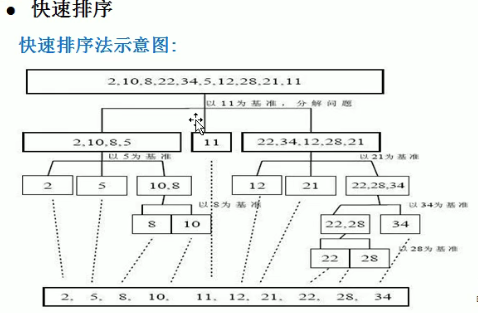 ● 快速排序
快速排序法示意图:
2,10,8,22,34,5,12,28,21,11
以 11 为 基 准 ， 分 解 问 题
2,10,8,5
11
22,34,12,28,21
以 5 为 基 准
以21为 基 准
2
5
10,8
12
21
22,28,34
以 8 为 基 准
以 34 为 基准
8
10
22,28
34
以 28为 基准
22
28
2, 5, 8, 10, 11, 12, 21, 22, 28, 34